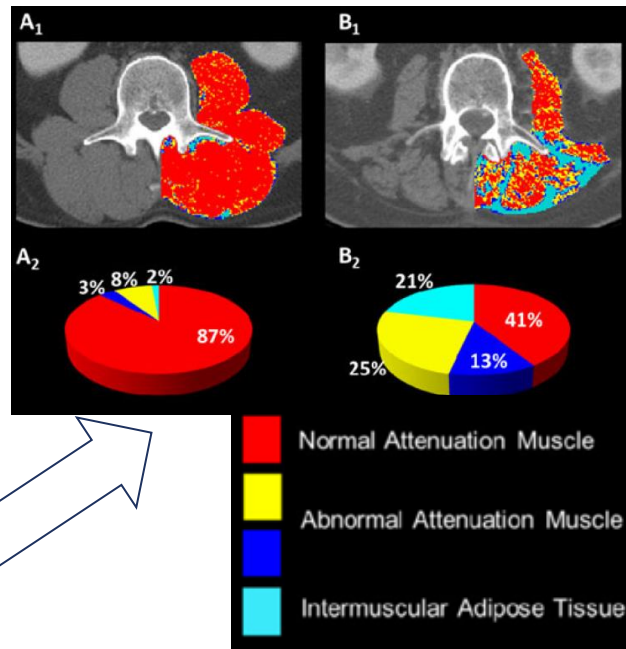 A1
B1
A2
B2
3%
8%
2%
87%
21%
41%
25%
13%
Normal Attenuation Muscle
Abnormal Attenuation Muscle
Intermuscular Adipose Tissue